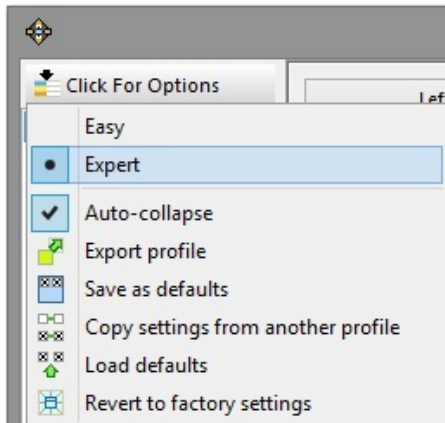 Click For Options
Lef
Easy
Expert
Auto-collapse
Export profile
Save as defaults
Copy settings from another profile
Load defaults
Revert to factory settings